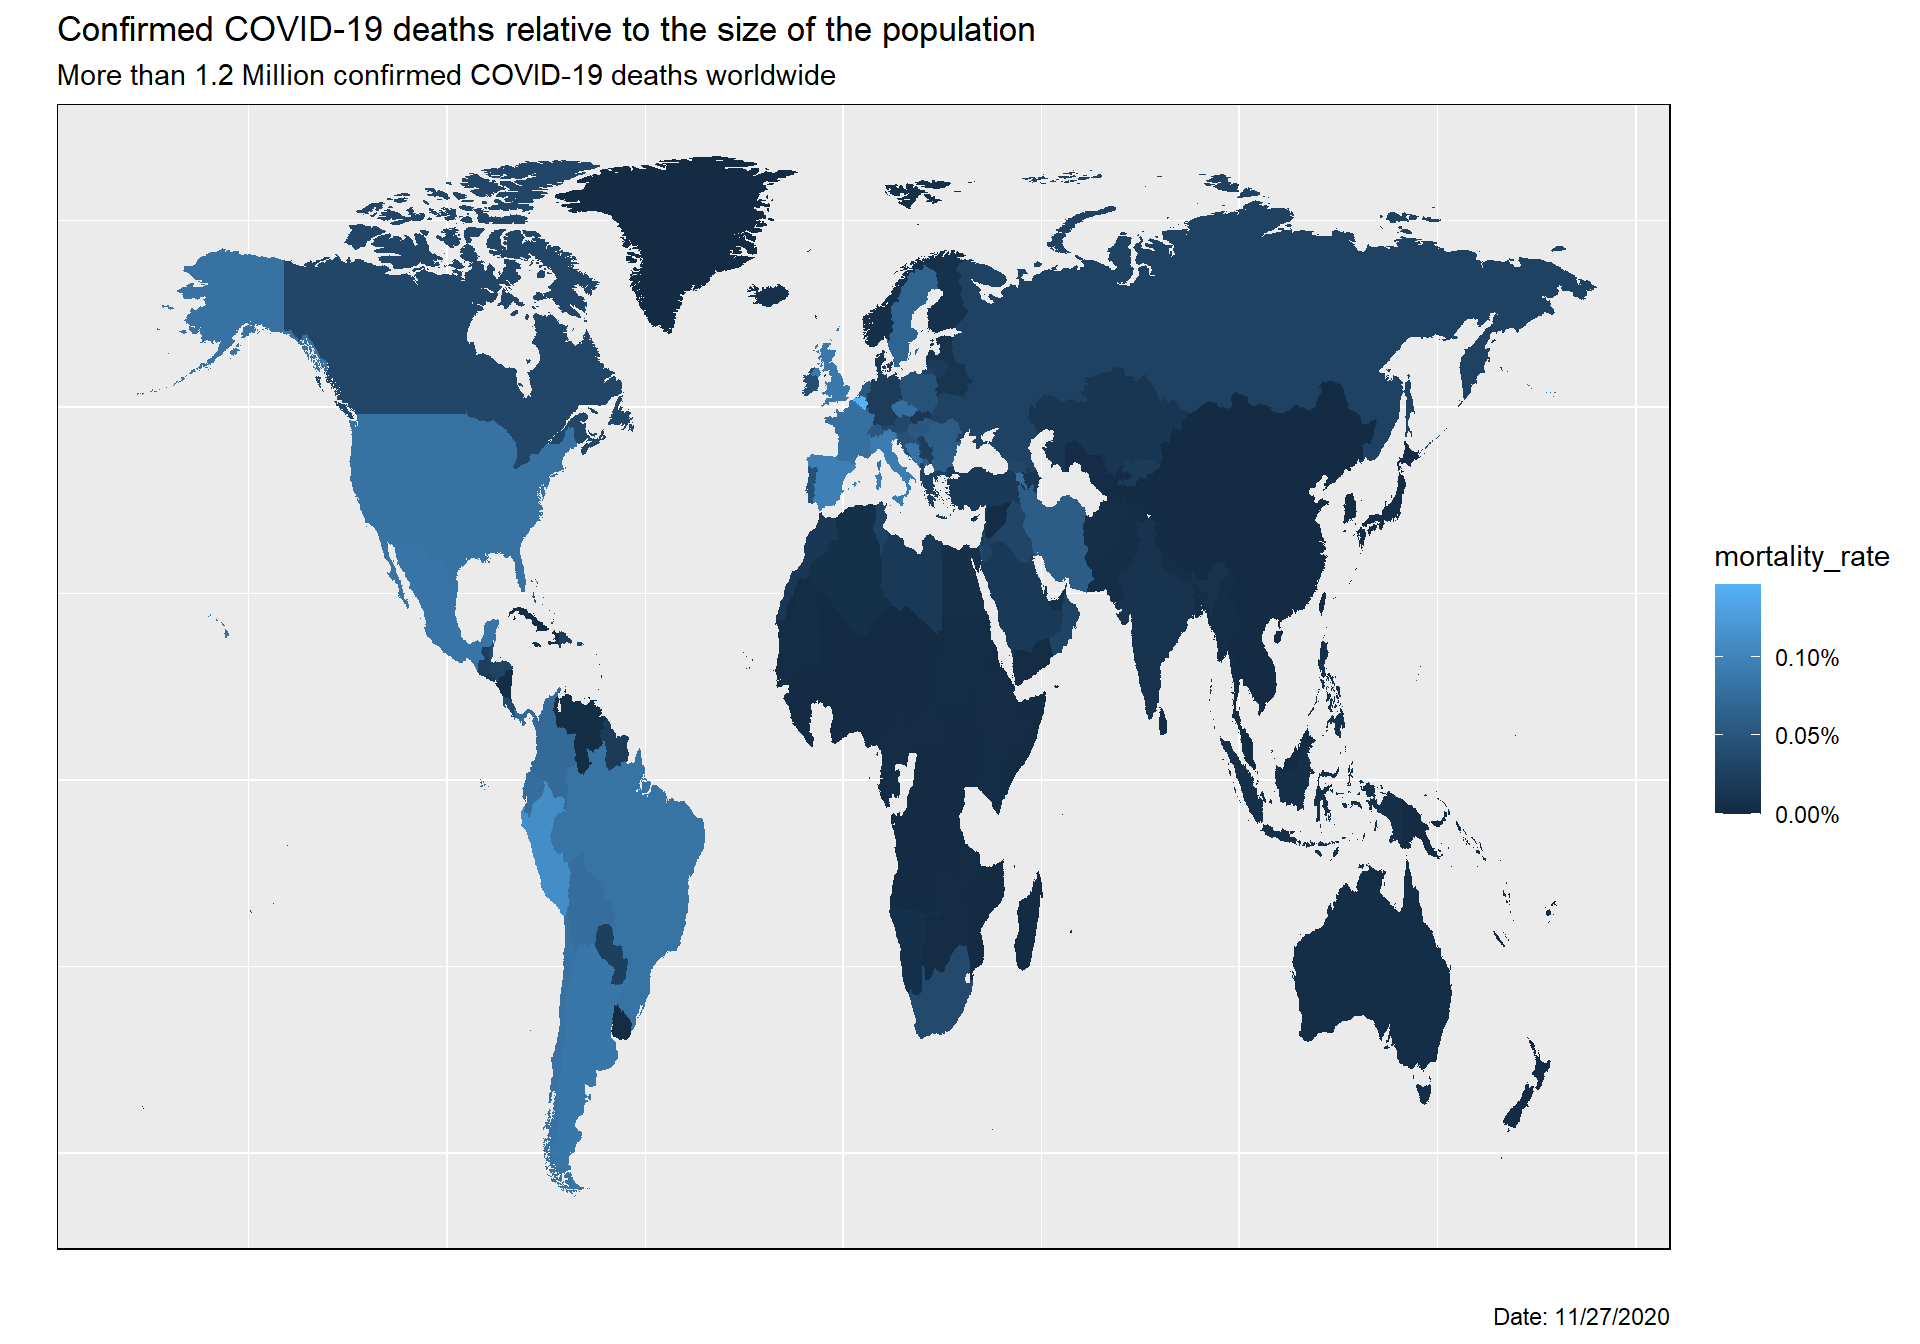 Confirmed COVID-19 deaths relative to the size of the population
More than 1.2 Million confirmed COVID-19 deaths worldwide
mortality_rate
0.10%
0.05%
0.00%
Date: 11/27/2020